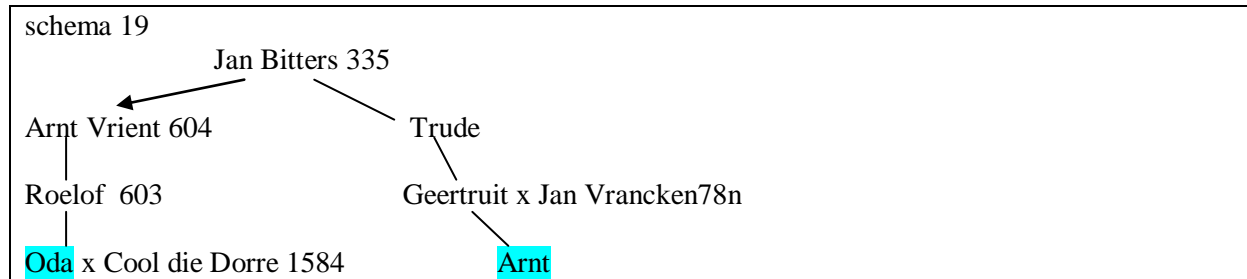 schema 19
Jan Bitters 335
Arnt Vrient 604 Trude
Roelof 603 Geertruit x Jan Vrancken78n
Oda x Cool die Dorre 1584 Arnt